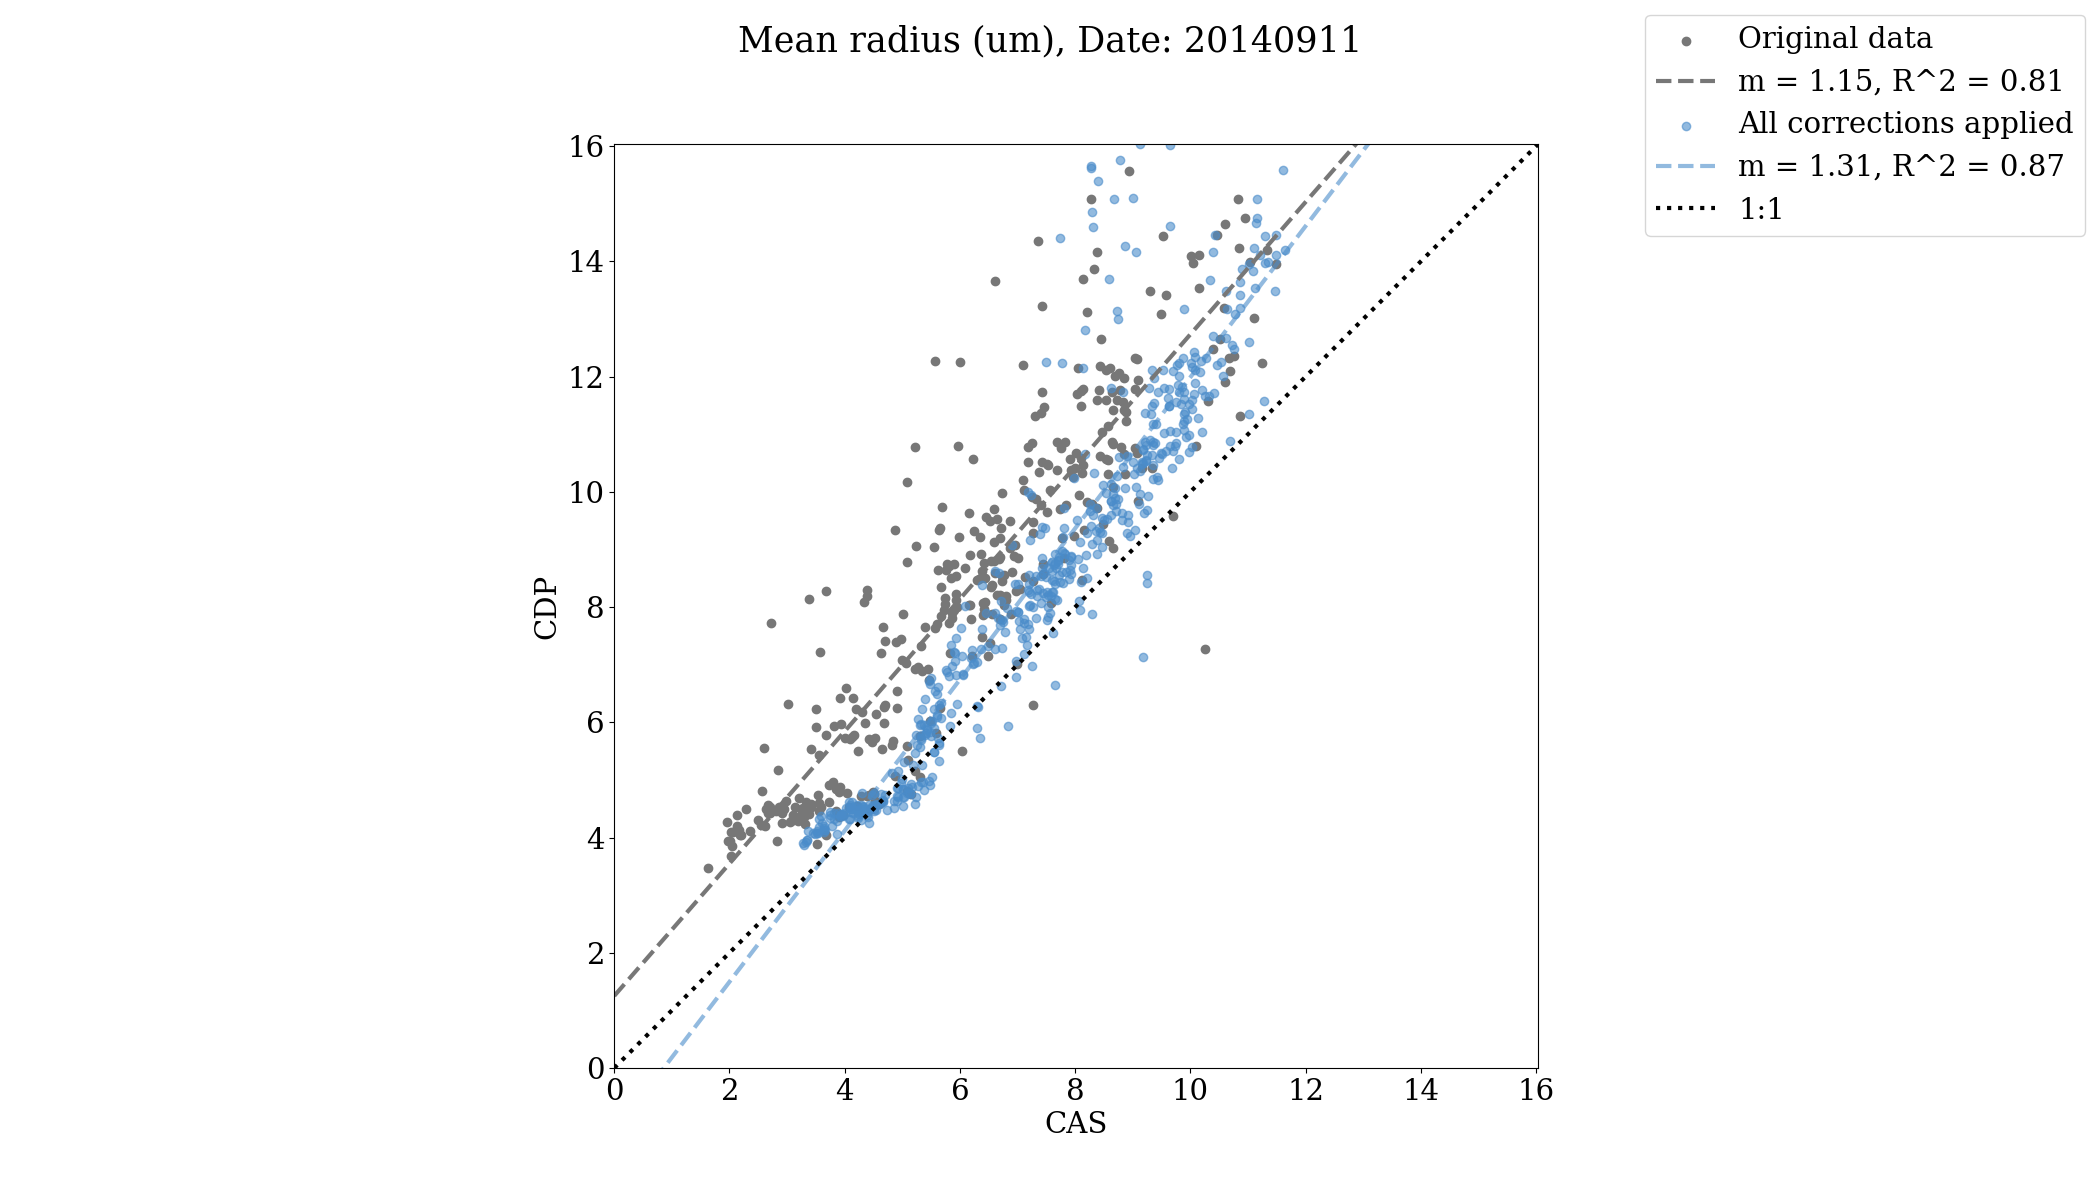 Mean radius (um), Date: 20140911
Original data
m = 1.15, R^2 = 0.81
All corrections applied
m = 1.31, R^2 = 0.87
1:1
16
14
12
10
8
6
4
2
0
CDP
0 2 4 6 8 10 12 14 16
CAS